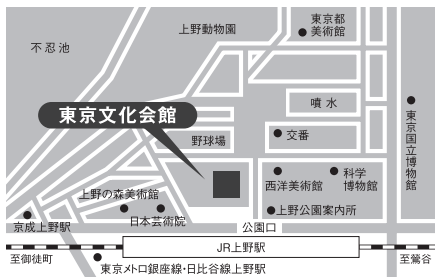 上野動物園
東京都
美術館
不忍池
東京文化会館
噴水
野球場
交番
東京国立博物館
西洋美術館
科学
博物館
上野の森美術館
日本芸術院
上野公園案内所
京成上野駅
公園口
JR上野駅
至御徒町
至鶯谷
東京メトロ銀座線・日比谷線上野駅